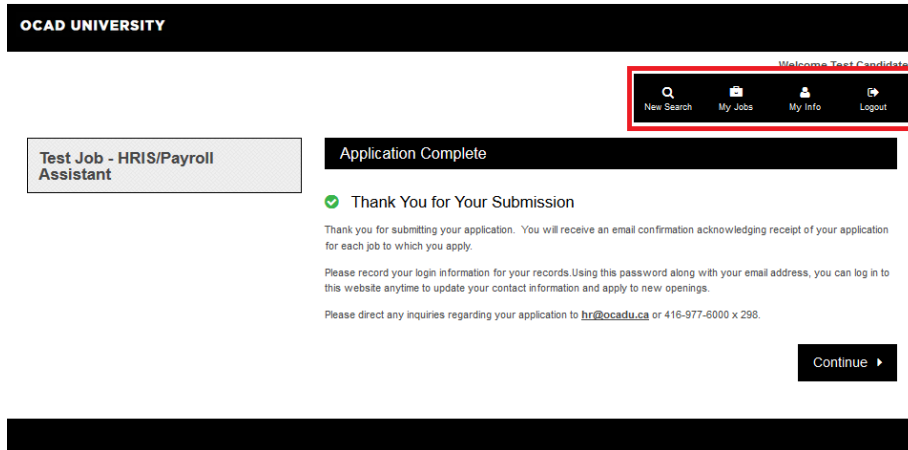 OCAD UNIVERSITY
Welcome Test Candidate
New Search My Jobs My Info Logout
Test Job - HRIS/Payroll
Assistant
Application Complete
Thank You for Your Submission
Thank you for submitting your application. You will receive an email confirmation acknowledging receipt of your application
for each job to which you apply.
Please record your login information for your records.Using this password along with your email address, you can log in to
this website anytime to update your contact information and apply to new openings.
Please direct any inquiries regarding your application to hr@ocadu.ca or 416-977-6000 x 298.
Continue